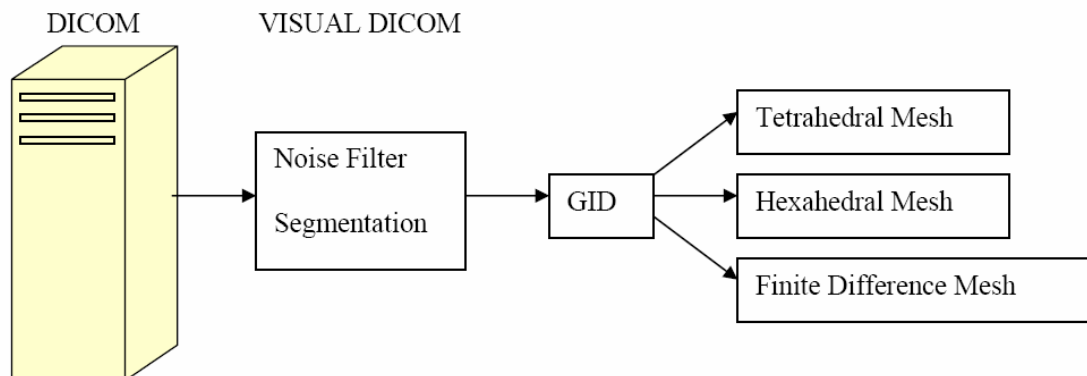 DICOM
VISUAL DICOM
Noise Filter
Segmentation
GID
Tetrahedral Mesh
Hexahedral Mesh
Finite Difference Mesh